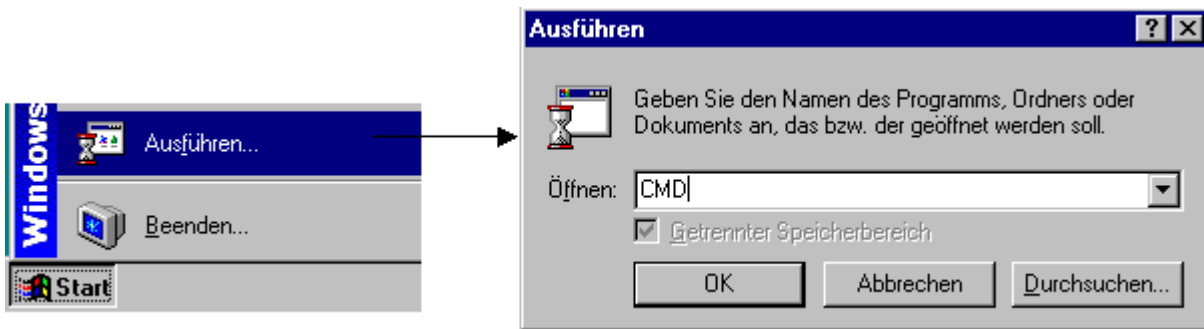 Windows
Ausführen...
Beenden...
Start
Ausführen
Geben Sie den Namen des Programms, Ordners oder
Dokuments an, das bzw. der geöffnet werden soll.
Öffnen: CMD
Getrennter Speicherbereich
OK Abbrechen Durchsuchen...